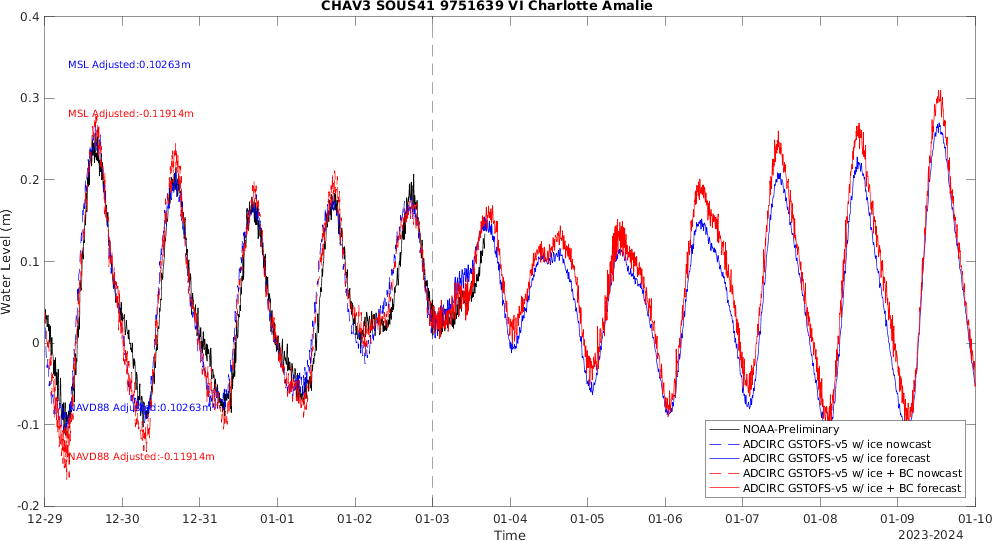 CHAV3 SOUS41 9751639 VI Charlotte Amalie
0.4
0.3
0.2
0.1
0
-0.1
-0.2
Water Level (m)
MSL Adjusted:0.10263m
MSL Adjusted:-0.11914m
NAVD88 Adjusted:0.10263m
NAVD88 Adjusted:-0.11914m
NOAA-Preliminary
ADCIRC GSTOFS-v5 w/ ice nowcast
ADCIRC GSTOFS-v5 w/ ice forecast
ADCIRC GSTOFS-v5 w/ ice + BC nowcast
ADCIRC GSTOFS-v5 w/ ice + BC forecast
12-29 12-30 12-31 01-01 01-02 01-03 01-04 01-05 01-06 01-07 01-08 01-09 01-10
Time
2023-2024